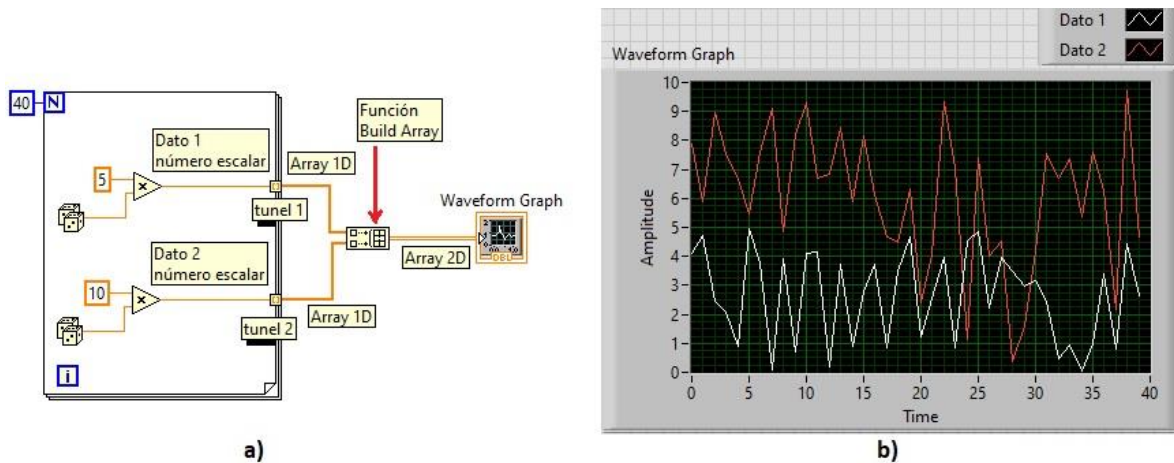 40
N
Dato 1
número escalar
5
x
Array 1D
tunel 1
Función
Build Array
Waveform Graph
DBL
Array 2D
Dato 2
número escalar
10
x
Array 1D
tunel 2
i
a)
Dato 1
Dato 2
Waveform Graph
Amplitude
10
9
8
7
6
5
4
3
2
1
0
0 5 10 15 20 25 30 35 40
Time
b)